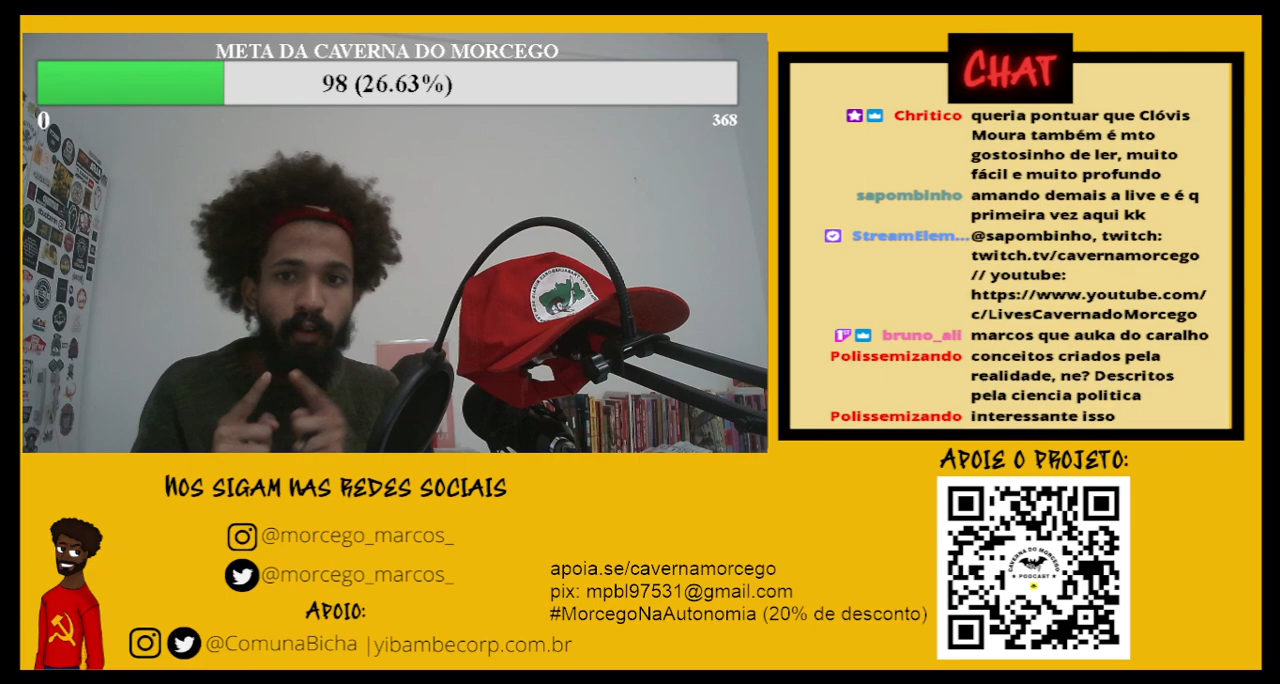 META DA CAVERNA DO MORCEGO
98 (26.63%)
0
368
CHAT
Chritico queria pontuar que Clóvis
Moura também é mto
gostosinho de ler, muito
fácil e muito profundo
sapombinho amando demais a live e é q
primeira vez aqui kk
StreamElem... @sapombinho, twitch:
twitch.tv/cavernamorcego
// youtube:
https://www.youtube.com/
c/LivesCavernadoMorcego
bruno_all marcos que auka do caralho
Polissemizando conceitos criados pela
realidade, ne? Descritos
pela ciencia politica
Polissemizando interessante isso
NOS SIGAM NAS REDES SOCIAIS
@morcego_marcos_
@morcego_marcos_
APOIO:
@ComunaBicha |yibambecorp.com.br
apoia.se/cavernamorcego
pix: mpbl97531@gmail.com
#MorcegoNaAutonomia (20% de desconto)
APOIE O PROJETO:
CAVERNA DO MORCEGO
PODCAST